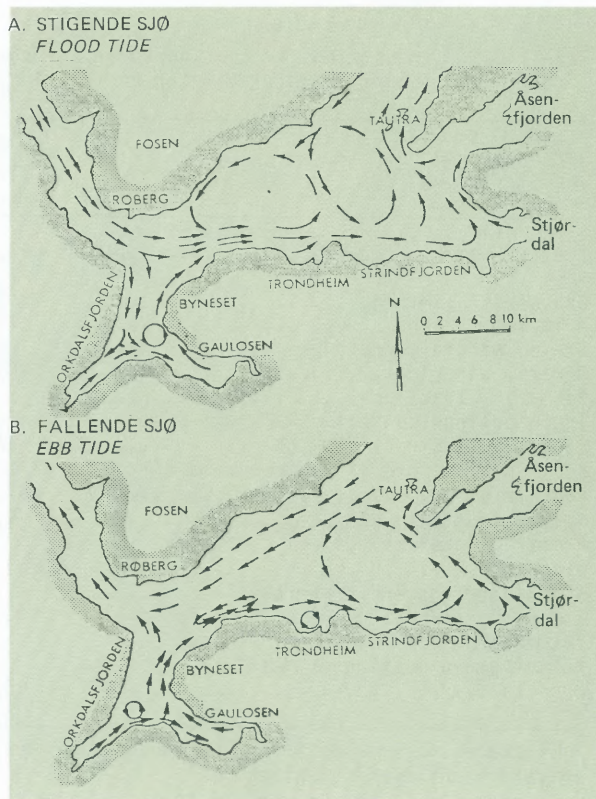 A. STIGENDE SJØ
FLOOD TIDE
TAUTRA
Åsen-
fjorden
FOSEN
RØBERG
Stjør-
dal
STRINDFJORDEN
TRONDHEIM
BYNESET
N
0 2 4 6 8 10 km
ORKDALSFJORDEN
GAULOSEN
B. FALLENDE SJØ
EBB TIDE
TAUTRA
Åsen-
fjorden
FOSEN
RØBERG
Stjør-
dal
STRINDFJORDEN
TRONDHEIM
BYNESET
ORKDALSFJORDEN
GAULOSEN